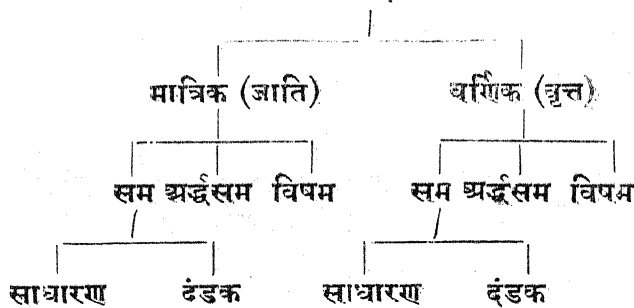 मात्रिक (जाति) वर्णिक (वृत्त)
सम अर्द्धसम विषम सम अर्द्धसम विषम
साधारण दंडक साधारण दंडक